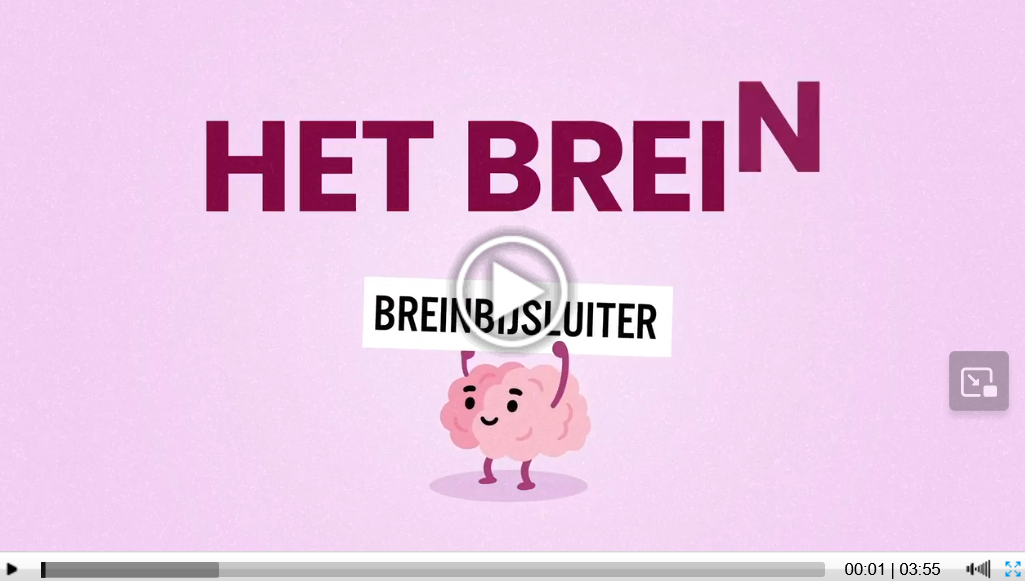 HET BREIN
BREINBIJSLUITER
00:01 | 03:55